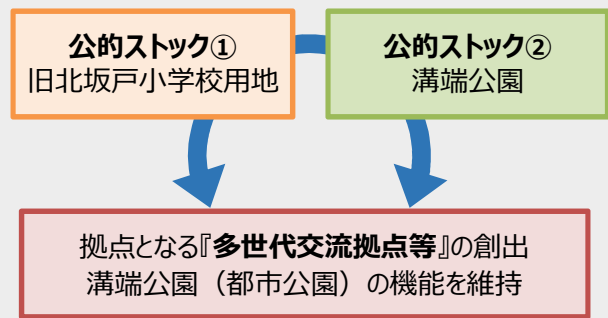 公的ストック①
旧北坂戸小学校用地
公的ストック②
溝端公園
拠点となる『多世代交流拠点等』の創出
溝端公園（都市公園）の機能を維持